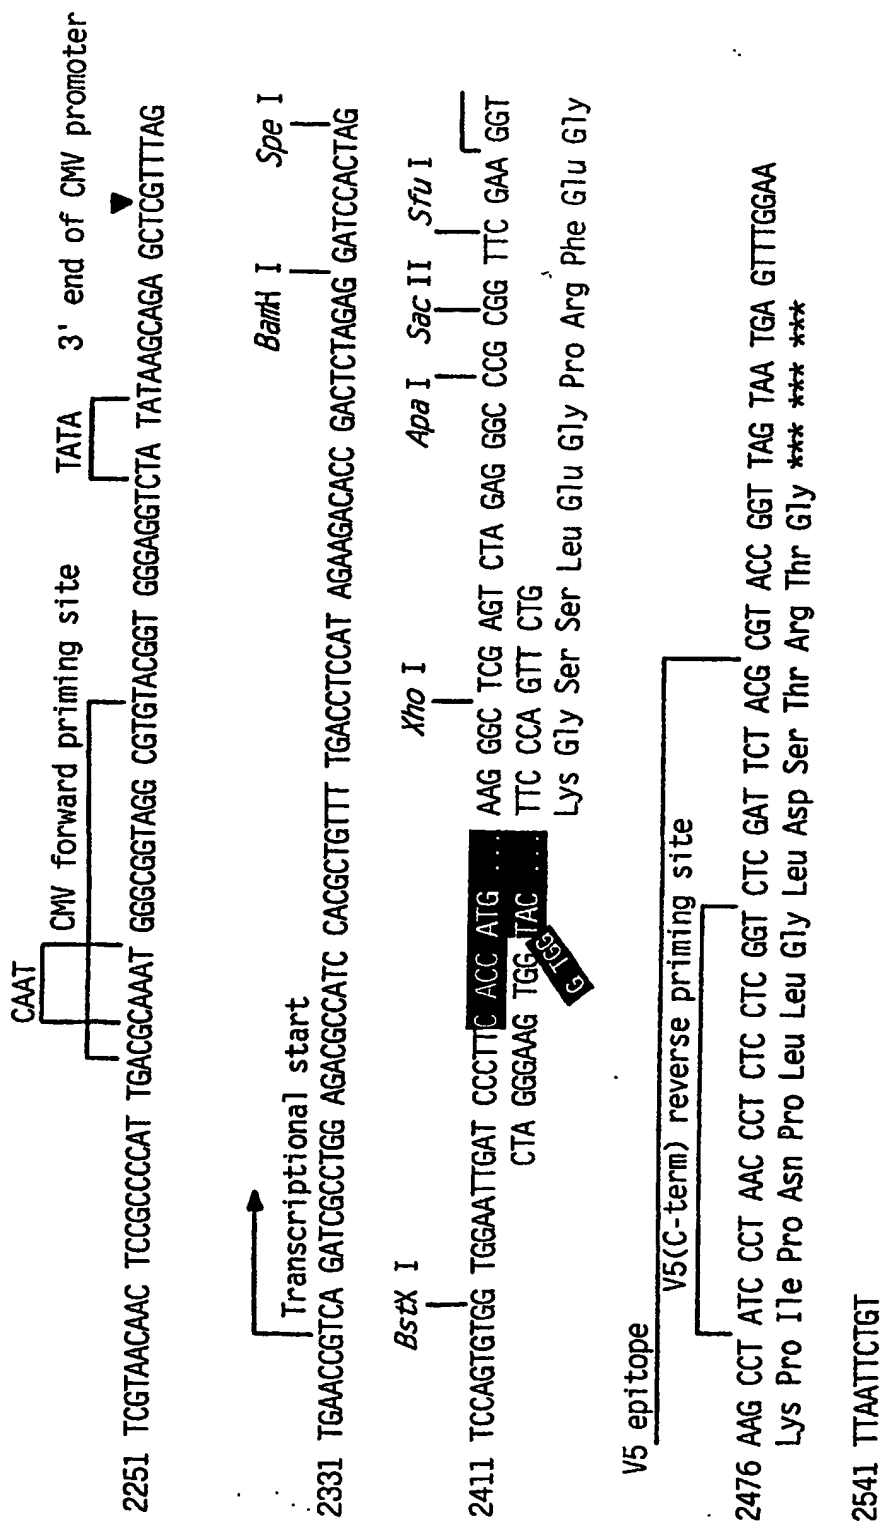 CAAT
CMV forward priming site TATA 3' end of CMV promoter
2251 TCGTAACAAC TCCGCCCCAT TGACGCAAAT GGGCGGTAGG CGTGTACGGT GGGAGGTCTA TATAAGCAGA GCTCGTTTAG
Transcriptional start BamH I Spe I
2331 TGAACCGTCA GATCGCCTGG AGACGCCATC CACGCTGTTT TGACCTCCAT AGAAGACACC GACTCTAGAG GATCCACTAG
BstX I Xho I Apa I Sac II Sfu I
2411 TCCAGTGTGG TGGAATTGAT CCCTTC ACC ATG ... AAG GGC TCG AGT CTA GAG GGC CCG CGG TTC GAA GGT
CTA GGGAAG TGG TAC ... TTC CCA GTT CTG
G TGG
Lys Gly Ser Ser Leu Glu Gly Pro Arg Phe Glu Gly
V5 epitope
V5(C-term) reverse priming site
2476 AAG CCT ATC CCT AAC CCT CTC CTC GGT CTC GAT TCT ACG CGT ACC GGT TAG TAA TGA GTTTGGAA
Lys Pro Ile Pro Asn Pro Leu Leu Gly Leu Asp Ser Thr Arg Thr Gly *** *** ***
2541 TTAATTCTGT